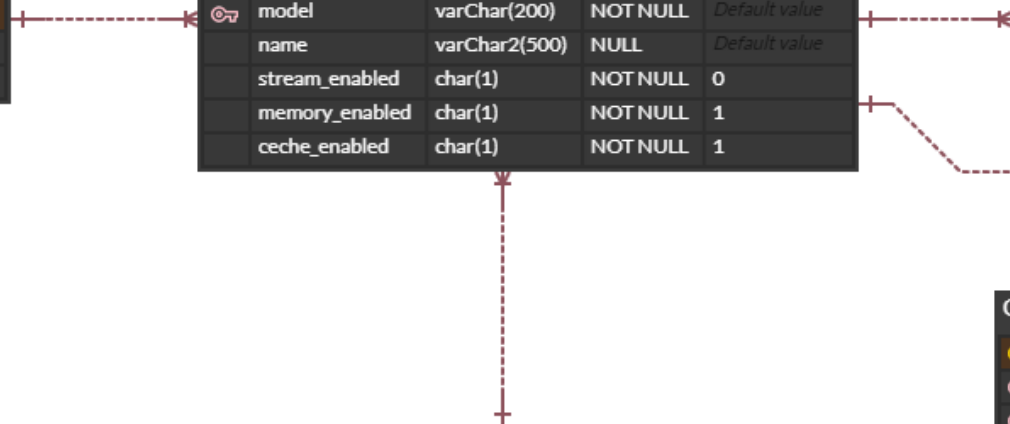 model varChar(200) NOT NULL Default value
name varChar2(500) NULL Default value
stream_enabled char(1) NOT NULL 0
memory_enabled char(1) NOT NULL 1
ceche_enabled char(1) NOT NULL 1